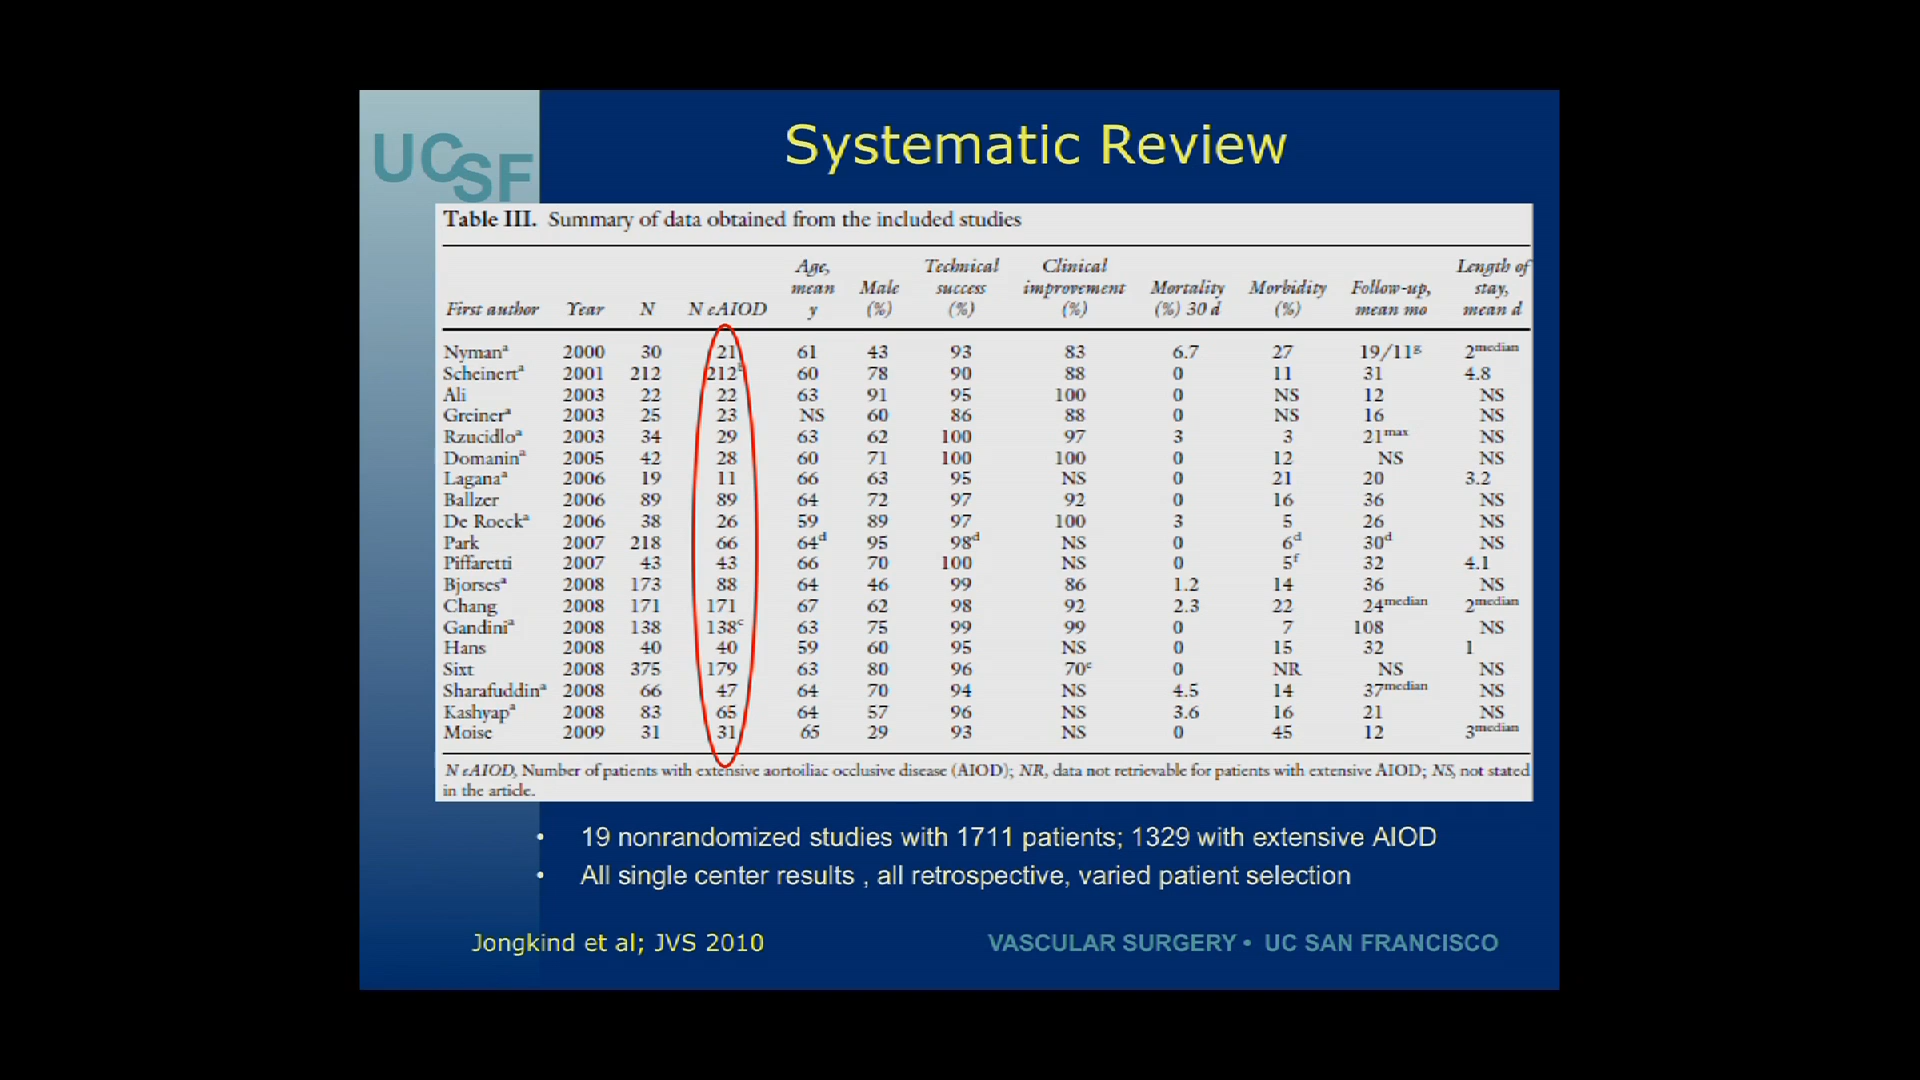 UCSF
Systematic Review
Table III. Summary of data obtained from the included studies
First author Year N N eAIOD Age, mean y Male (%) Technical success (%) Clinical improvement (%) Mortality (%) 30 d Morbidity (%) Follow-up, mean mo Length of stay, mean d
Nymanª 2000 30 21 61 43 93 83 6.7 27 19/11g 2median
Scheinertª 2001 212 212b 60 78 90 88 0 11 31 4.8
Ali 2003 22 22 63 91 95 100 0 NS 12 NS
Greinerª 2003 25 23 NS 60 86 88 0 NS 16 NS
Rzucidloª 2003 34 29 63 62 100 97 3 3 21max NS
Domaninª 2005 42 28 60 71 100 100 0 12 NS NS
Laganaª 2006 19 11 66 63 95 NS 0 21 20 3.2
Ballzer 2006 89 89 64 72 97 92 0 16 36 NS
De Roeckª 2006 38 26 59 89 97 100 3 5 26 NS
Park 2007 218 66 64d 95 98d NS 0 6d 30d NS
Piffaretti 2007 43 43 66 70 100 NS 0 5f 32 4.1
Bjorsesª 2008 173 88 64 46 99 86 1.2 14 36 NS
Chang 2008 171 171 67 62 98 92 2.3 22 24median 2median
Gandiniª 2008 138 138c 63 75 99 99 0 7 108 NS
Hans 2008 40 40 59 60 95 NS 0 15 32 1
Sixt 2008 375 179 63 80 96 70e 0 NR NS NS
Sharafuddinª 2008 66 47 64 70 94 NS 4.5 14 37median NS
Kashyapª 2008 83 65 64 57 96 NS 3.6 16 21 NS
Moise 2009 31 31 65 29 93 NS 0 45 12 3median
N eAIOD, Number of patients with extensive aortoiliac occlusive disease (AIOD); NR, data not retrievable for patients with extensive AIOD; NS, not stated
in the article.
• 19 nonrandomized studies with 1711 patients; 1329 with extensive AIOD
• All single center results , all retrospective, varied patient selection
Jongkind et al; JVS 2010
VASCULAR SURGERY • UC SAN FRANCISCO